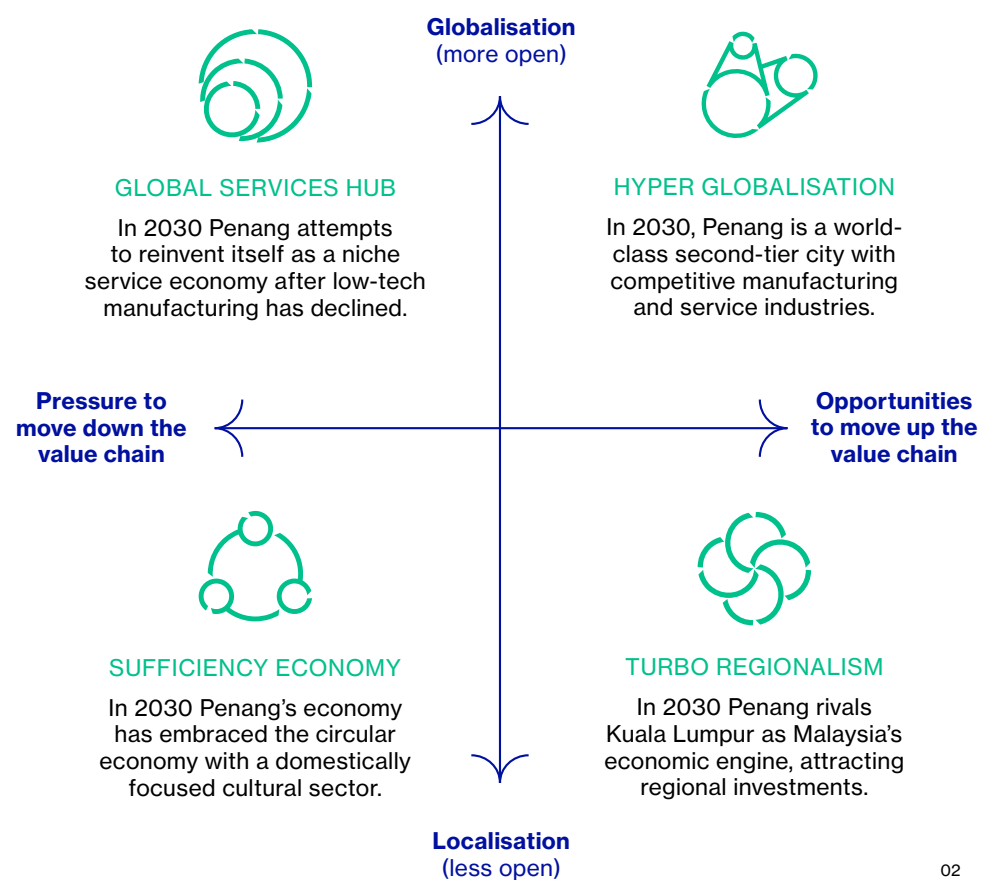 Globalisation
(more open)
GLOBAL SERVICES HUB
In 2030 Penang attempts
to reinvent itself as a niche
service economy after low-tech
manufacturing has declined.
HYPER GLOBALISATION
In 2030, Penang is a world-
class second-tier city with
competitive manufacturing
and service industries.
Pressure to
move down the
value chain
Opportunities
to move up the
value chain
SUFFICIENCY ECONOMY
In 2030 Penang’s economy
has embraced the circular
economy with a domestically
focused cultural sector.
TURBO REGIONALISM
In 2030 Penang rivals
Kuala Lumpur as Malaysia’s
economic engine, attracting
regional investments.
Localisation
(less open)
02